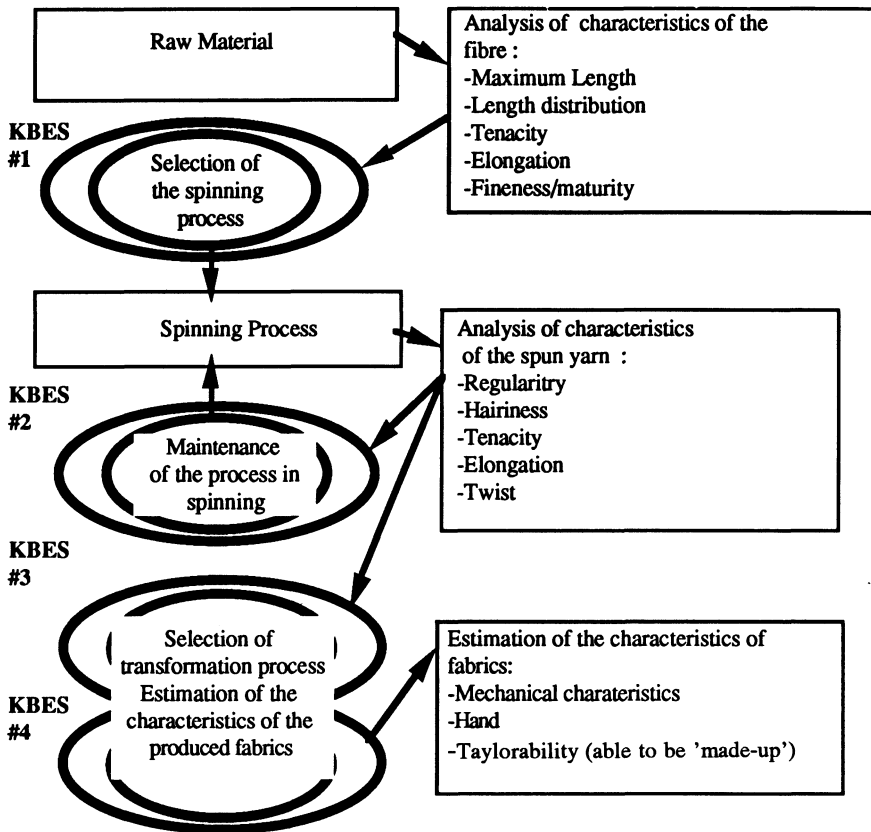 Raw Material
Analysis of characteristics of the
fibre :
-Maximum Length
-Length distribution
-Tenacity
-Elongation
-Fineness/maturity
KBES
#1
Selection of
the spinning
process
Spinning Process
Analysis of characteristics
of the spun yarn :
-Regularitry
-Hairiness
-Tenacity
-Elongation
-Twist
KBES
#2
Maintenance
of the process in
spinning
KBES
#3
Selection of
transformation process
Estimation of the
characteristics of the
produced fabrics
KBES
#4
Estimation of the characteristics of
fabrics:
-Mechanical charateristics
-Hand
-Taylorability (able to be 'made-up')